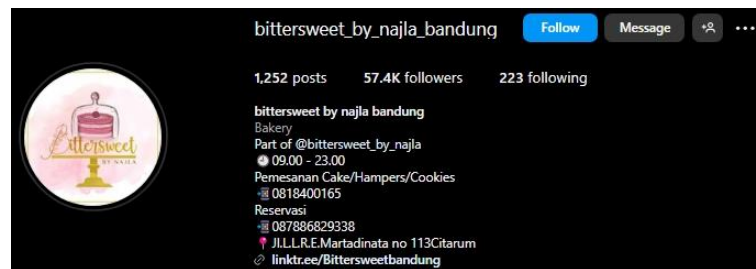 bittersweet_by_najla_bandung Follow Message
1,252 posts 57.4K followers 223 following
bittersweet by najla bandung
Bakery
Part of @bittersweet_by_najla
09.00 - 23.00
Pemesanan Cake/Hampers/Cookies
0818400165
Reservasi
087886829338
Jl.L.L.R.E.Martadinata no 113Citarum
linktr.ee/Bittersweetbandung
Bittersweet
BY NAJLA